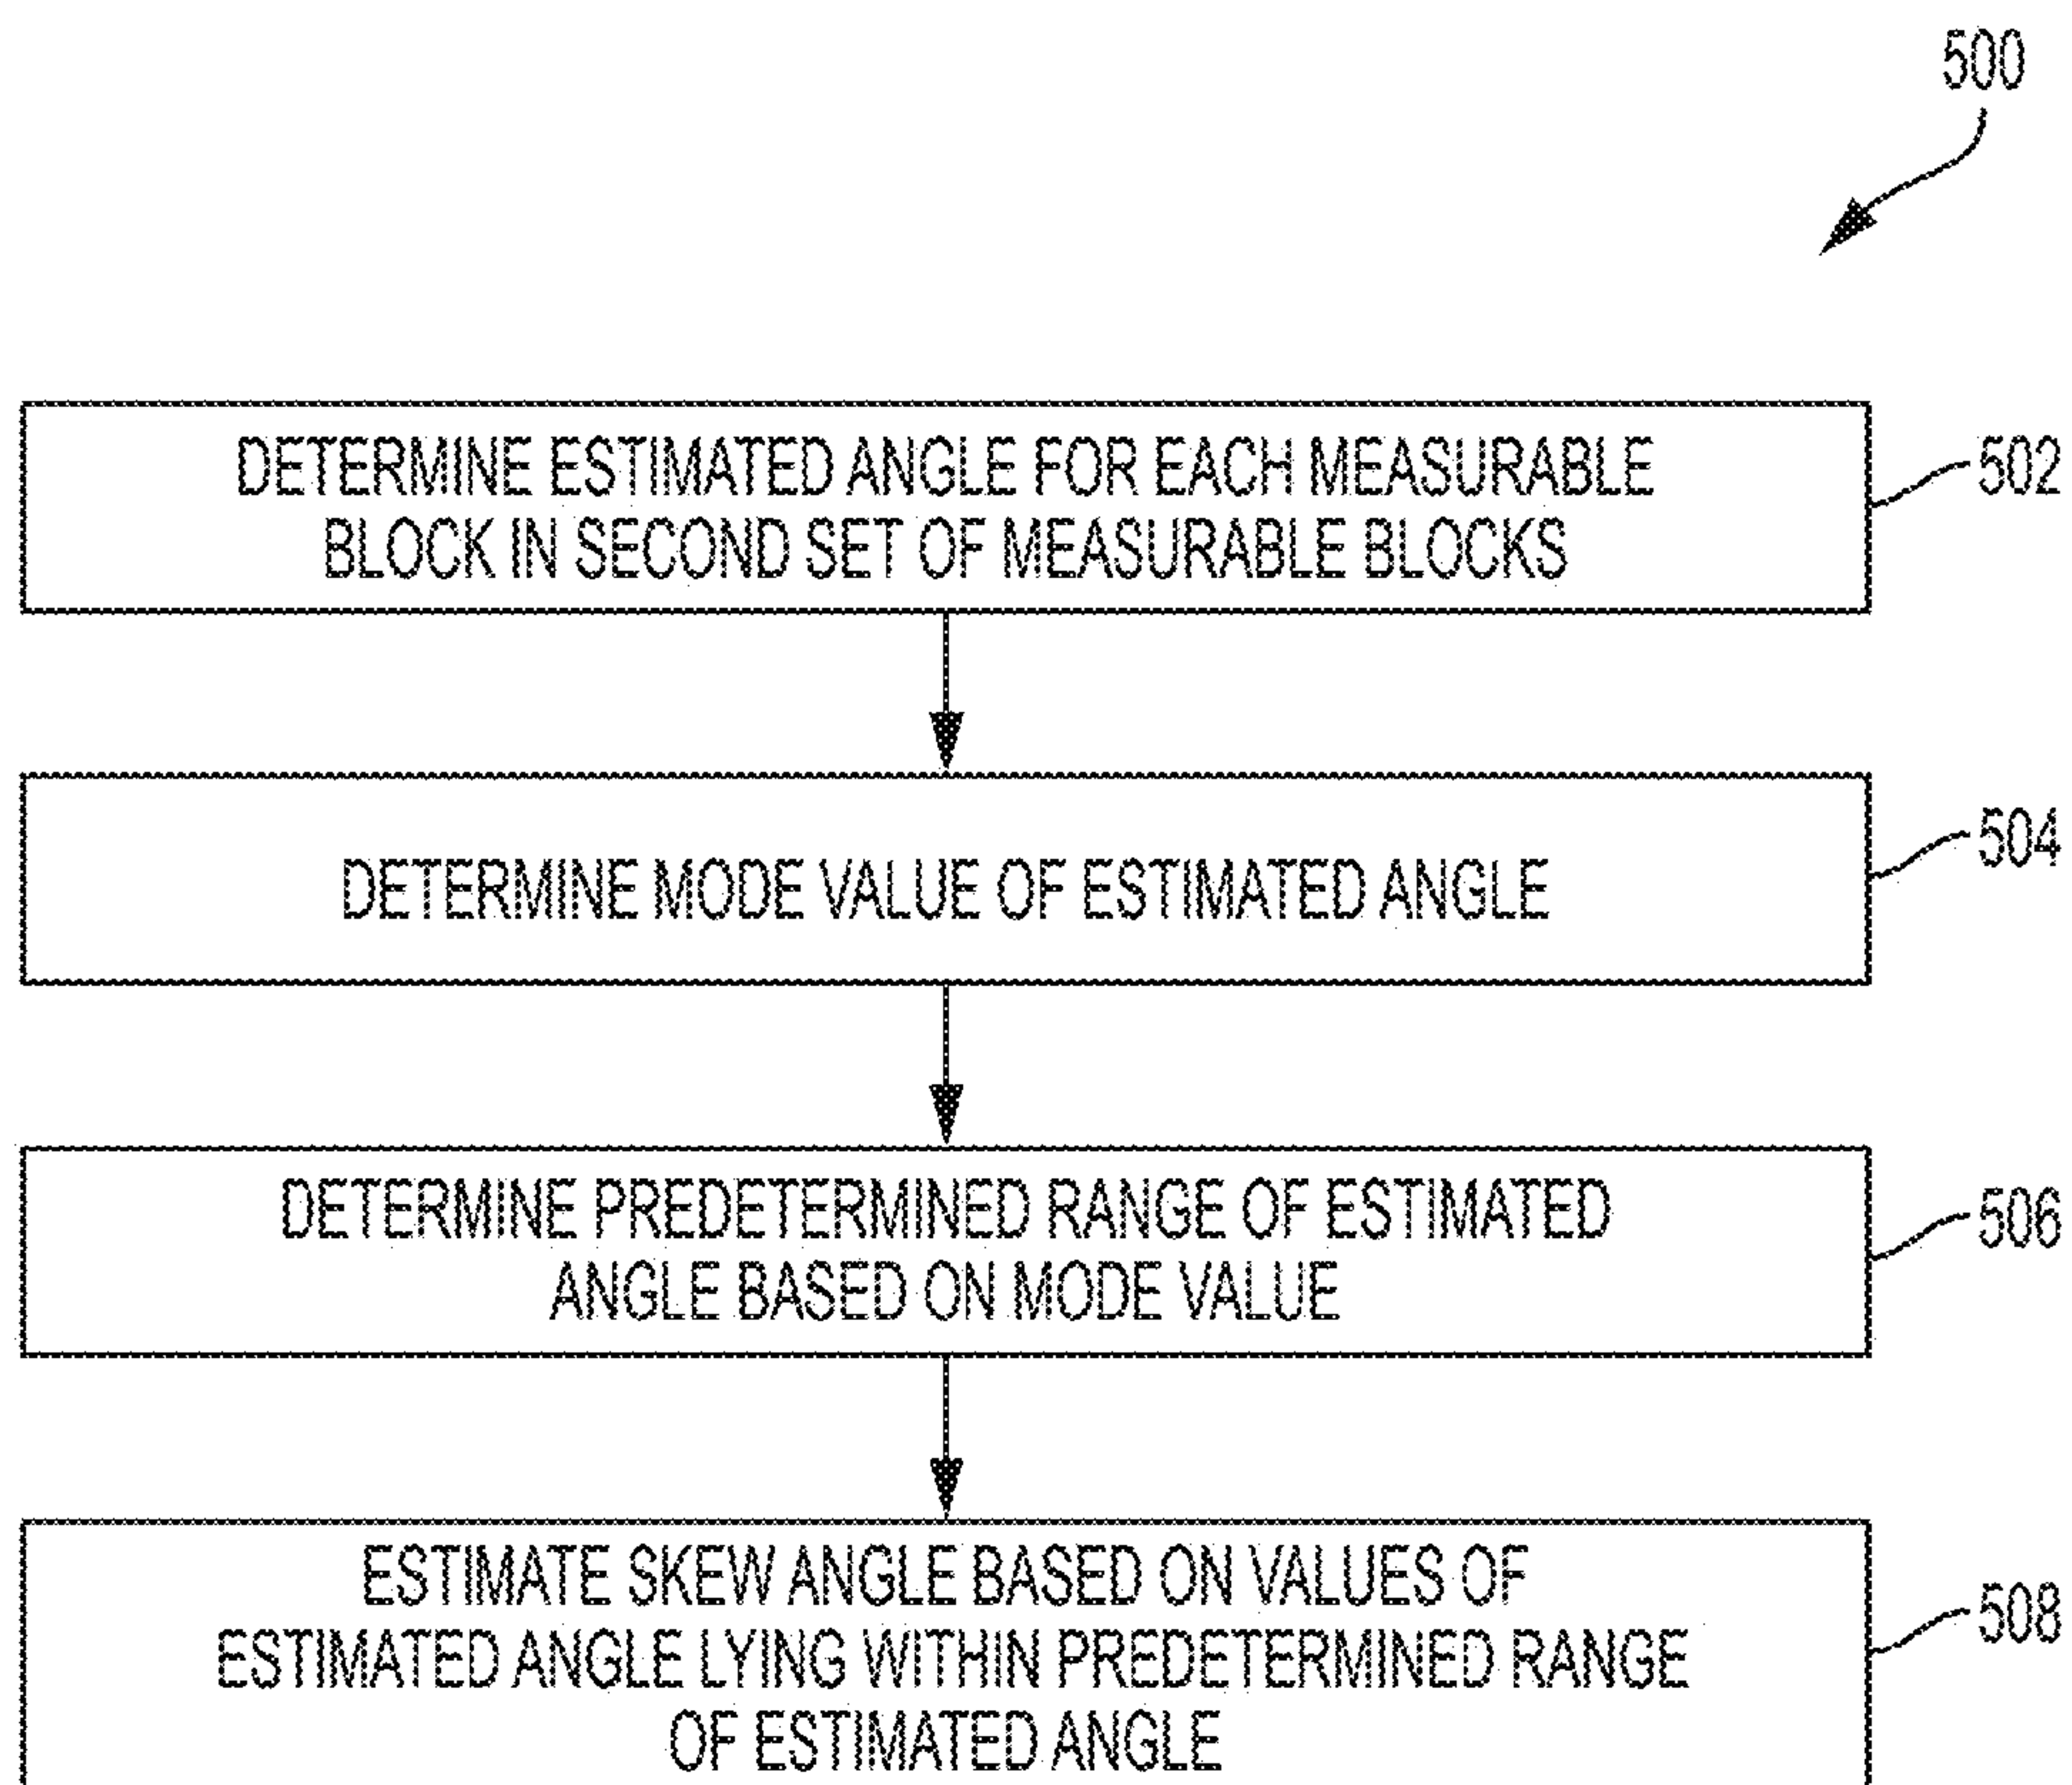 500
DETERMINE ESTIMATED ANGLE FOR EACH MEASURABLE
BLOCK IN SECOND SET OF MEASURABLE BLOCKS
502
DETERMINE MODE VALUE OF ESTIMATED ANGLE
504
DETERMINE PREDETERMINED RANGE OF ESTIMATED
ANGLE BASED ON MODE VALUE
506
ESTIMATE SKEW ANGLE BASED ON VALUES OF
ESTIMATED ANGLE LYING WITHIN PREDETERMINED RANGE
OF ESTIMATED ANGLE
508